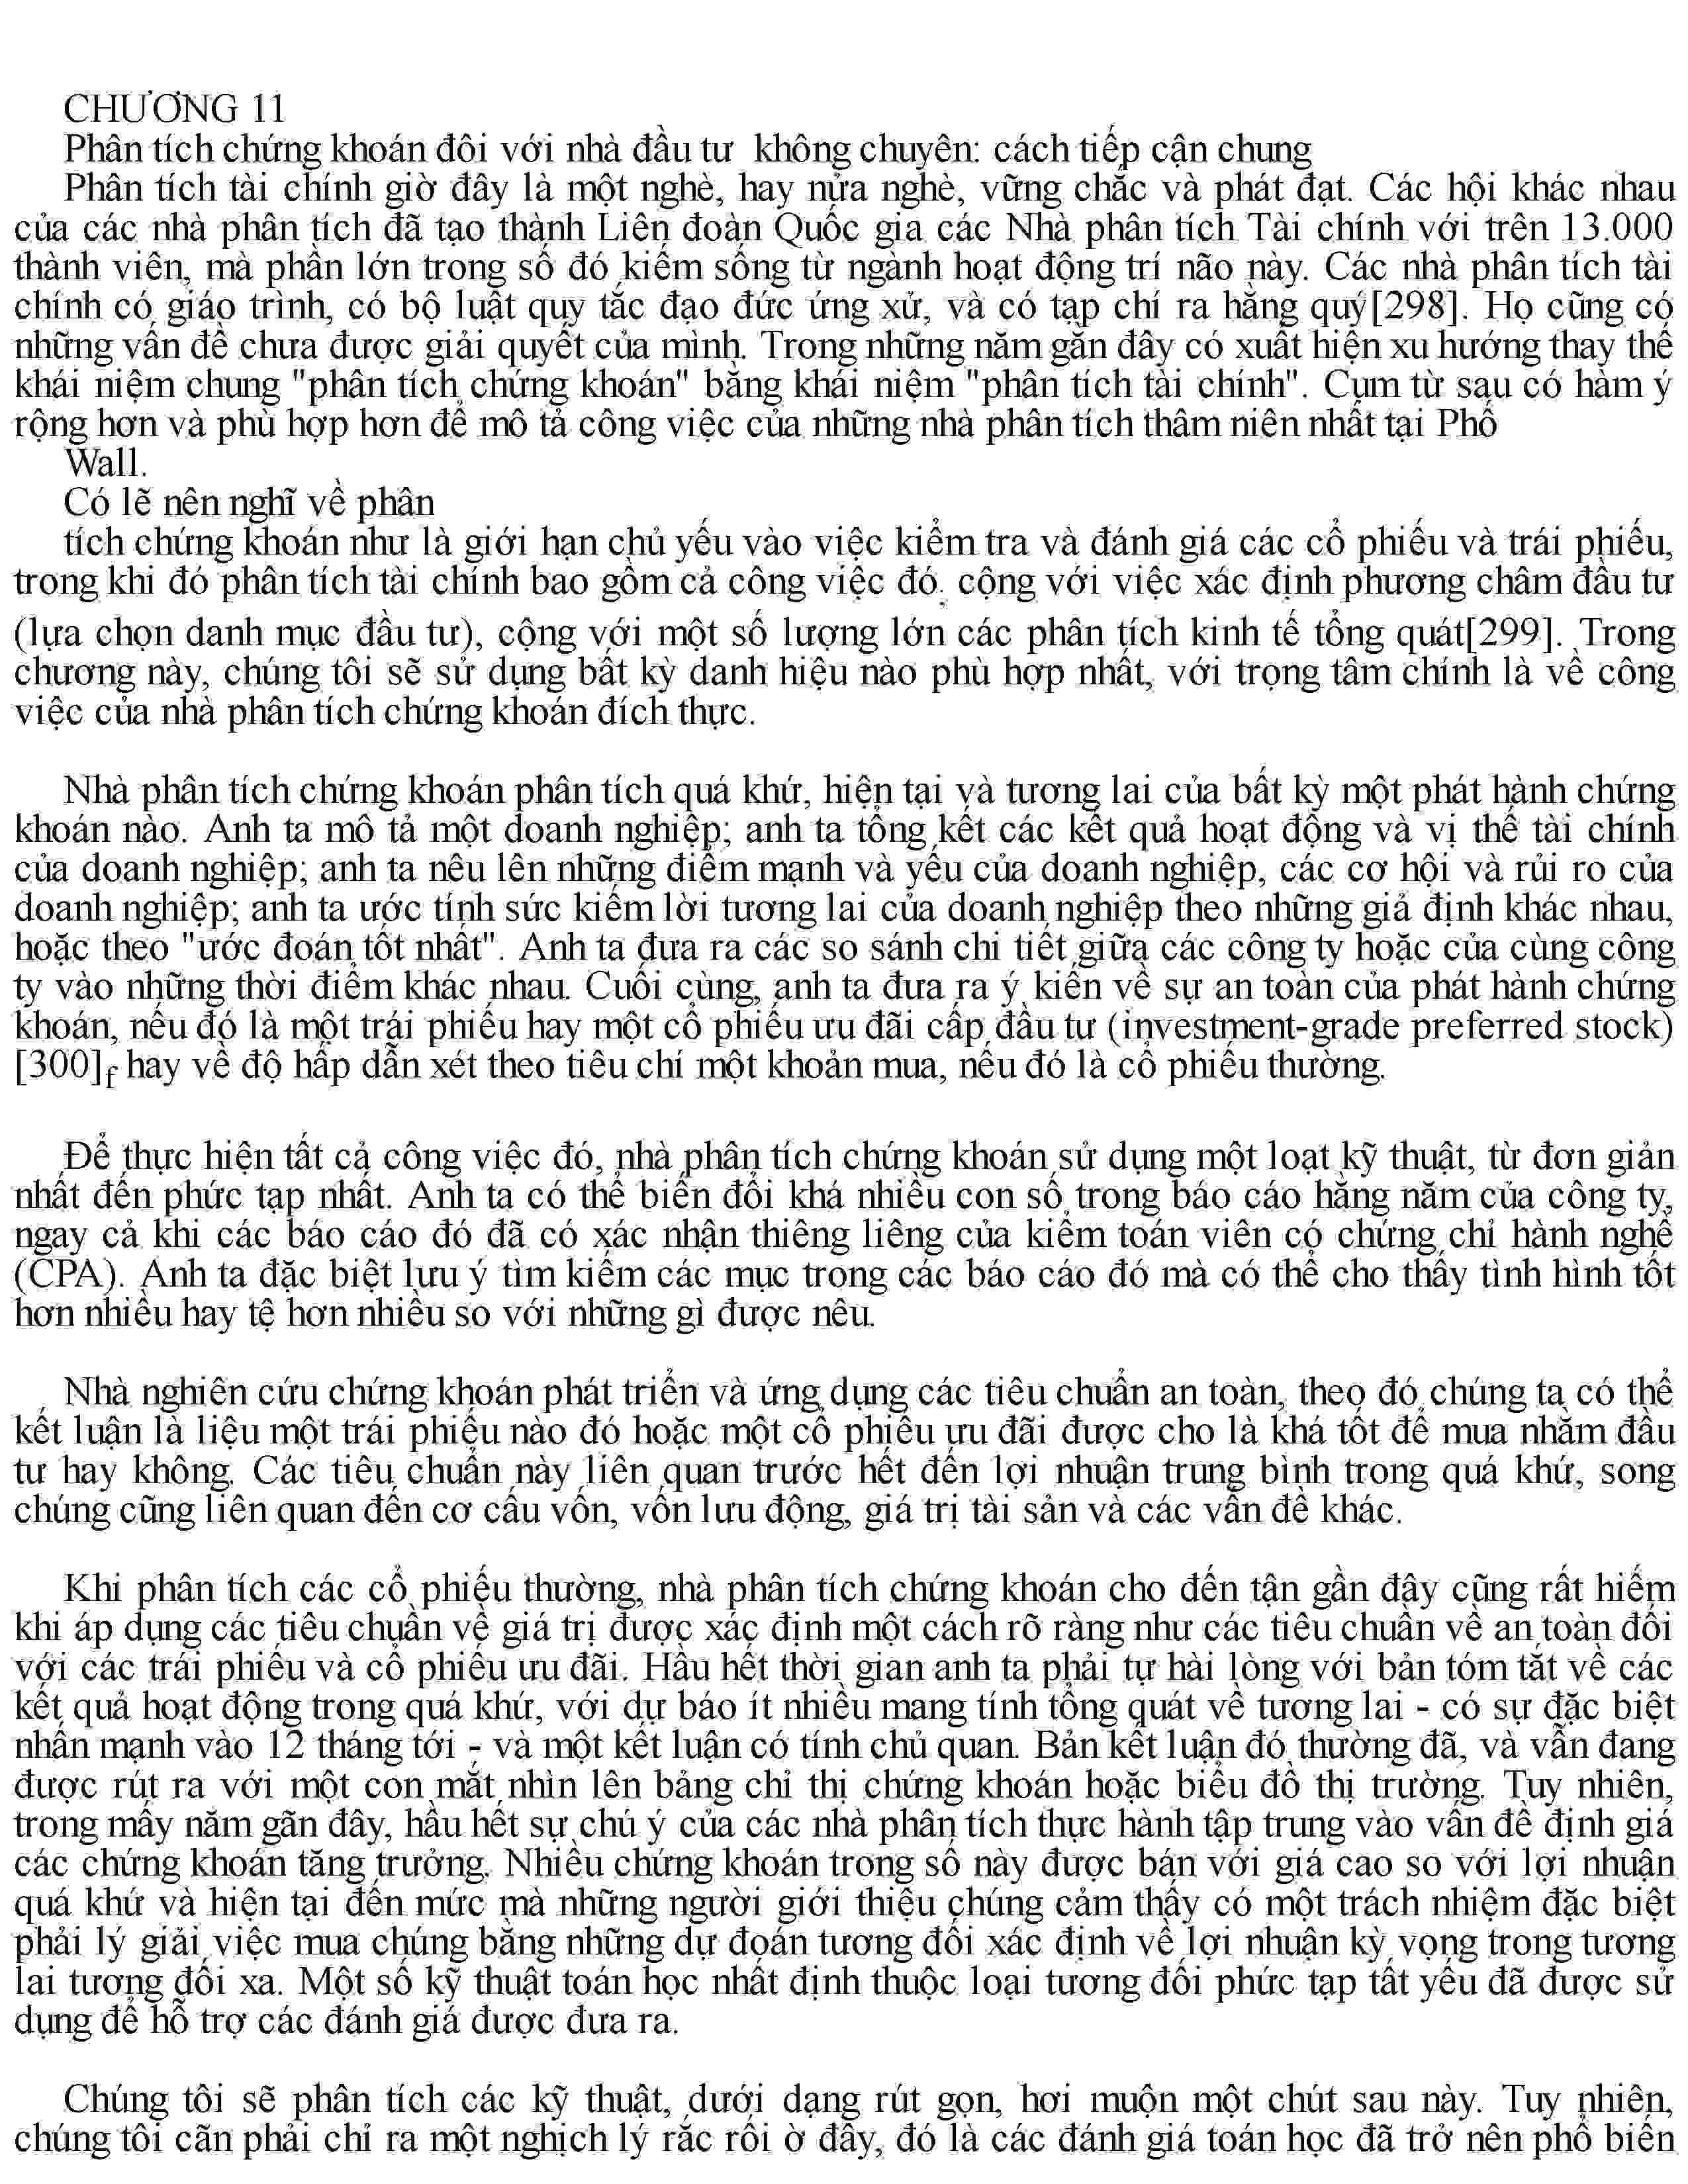 CHƯƠNG 11
Phân tích chứng khoán đôi với nhà đầu tư không chuyên: cách tiếp cận chung
Phân tích tài chính giờ đây là một nghè, hay nửa nghè, vững chắc và phát đạt. Các hội khác nhau
của các nhà phân tích đã tạo thành Liên đoàn Quốc gia các Nhà phân tích Tài chính với trên 13.000
thành viên, mà phần lớn trong số đó kiếm sống từ ngành hoạt động trí não này. Các nhà phân tích tài
chính có giáo trình, có bộ luật quy tắc đạo đức ứng xử, và có tạp chí ra hằng quý[298]. Họ cũng có
những vấn đề chưa được giải quyết của mình. Trong những năm gần đây có xuất hiện xu hướng thay thế
khái niệm chung "phân tích chứng khoán" bằng khái niệm "phân tích tài chính". Cụm từ sau có hàm ý
rộng hơn và phù hợp hơn để mô tả công việc của những nhà phân tích thâm niên nhất tại Phố
Wall.
Có lẽ nên nghĩ về phân
tích chứng khoán như là giới hạn chủ yếu vào việc kiểm tra và đánh giá các cổ phiếu và trái phiếu,
trong khi đó phân tích tài chính bao gồm cả công việc đó. cộng với việc xác định phương châm đầu tư
(lựa chọn danh mục đầu tư), cộng với một số lượng lớn các phân tích kinh tế tổng quát[299]. Trong
chương này, chúng tôi sẽ sử dụng bất kỳ danh hiệu nào phù hợp nhất, với trọng tâm chính là về công
việc của nhà phân tích chứng khoán đích thực.
Nhà phân tích chứng khoán phân tích quá khứ, hiện tại và tương lai của bất kỳ một phát hành chứng
khoán nào. Anh ta mô tả một doanh nghiệp; anh ta tổng kết các kết quả hoạt động và vị thế tài chính
của doanh nghiệp; anh ta nêu lên những điểm mạnh và yếu của doanh nghiệp, các cơ hội và rủi ro của
doanh nghiệp; anh ta ước tính sức kiếm lời tương lai của doanh nghiệp theo những giả định khác nhau,
hoặc theo "ước đoán tốt nhất". Anh ta đưa ra các so sánh chi tiết giữa các công ty hoặc của cùng công
ty vào những thời điểm khác nhau. Cuối cùng, anh ta đưa ra ý kiến về sự an toàn của phát hành chứng
khoán, nếu đó là một trái phiếu hay một cổ phiếu ưu đãi cấp đầu tư (investment-grade preferred stock)
[300]f hay về độ hấp dẫn xét theo tiêu chí một khoản mua, nếu đó là cổ phiếu thường.
Để thực hiện tất cả công việc đó, nhà phân tích chứng khoán sử dụng một loạt kỹ thuật, từ đơn giản
nhất đến phức tạp nhất. Anh ta có thể biến đổi khá nhiều con số trong báo cáo hằng năm của công ty,
ngay cả khi các báo cáo đó đã có xác nhận thiêng liêng của kiểm toán viên có chứng chỉ hành nghề
(CPA). Anh ta đặc biệt lưu ý tìm kiếm các mục trong các báo cáo đó mà có thể cho thấy tình hình tốt
hơn nhiều hay tệ hơn nhiều so với những gì được nêu.
Nhà nghiên cứu chứng khoán phát triển và ứng dụng các tiêu chuẩn an toàn, theo đó chúng ta có thể
kết luận là liệu một trái phiếu nào đó hoặc một cổ phiếu ưu đãi được cho là khá tốt để mua nhằm đầu
tư hay không. Các tiêu chuẩn này liên quan trước hết đến lợi nhuận trung bình trong quá khứ, song
chúng cũng liên quan đến cơ cấu vốn, vốn lưu động, giá trị tài sản và các vấn đề khác.
Khi phân tích các cổ phiếu thường, nhà phân tích chứng khoán cho đến tận gần đây cũng rất hiếm
khi áp dụng các tiêu chuẩn về giá trị được xác định một cách rõ ràng như các tiêu chuẩn về an toàn đối
với các trái phiếu và cổ phiếu ưu đãi. Hầu hết thời gian anh ta phải tự hài lòng với bản tóm tắt về các
kết quả hoạt động trong quá khứ, với dự báo ít nhiều mang tính tổng quát về tương lai - có sự đặc biệt
nhấn mạnh vào 12 tháng tới - và một kết luận có tính chủ quan. Bản kết luận đó thường đã, và vẫn đang
được rút ra với một con mắt nhìn lên bảng chỉ thị chứng khoán hoặc biểu đồ thị trường. Tuy nhiên,
trong mấy năm gãn đây, hầu hết sự chú ý của các nhà phân tích thực hành tập trung vào vấn đề định giá
các chứng khoán tăng trưởng. Nhiều chứng khoán trong số này được bán với giá cao so với lợi nhuận
quá khứ và hiện tại đến mức mà những người giới thiệu chúng cảm thấy có một trách nhiệm đặc biệt
phải lý giải việc mua chúng bằng những dự đoán tương đối xác định về lợi nhuận kỳ vọng trong tương
lai tương đối xa. Một số kỹ thuật toán học nhất định thuộc loại tương đối phức tạp tất yếu đã được sử
dụng để hỗ trợ các đánh giá được đưa ra.
Chúng tôi sẽ phân tích các kỹ thuật, dưới dạng rút gọn, hơi muộn một chút sau này. Tuy nhiên,
chúng tôi cãn phải chỉ ra một nghịch lý rắc rối ờ đây, đó là các đánh giá toán học đã trở nên phổ biến